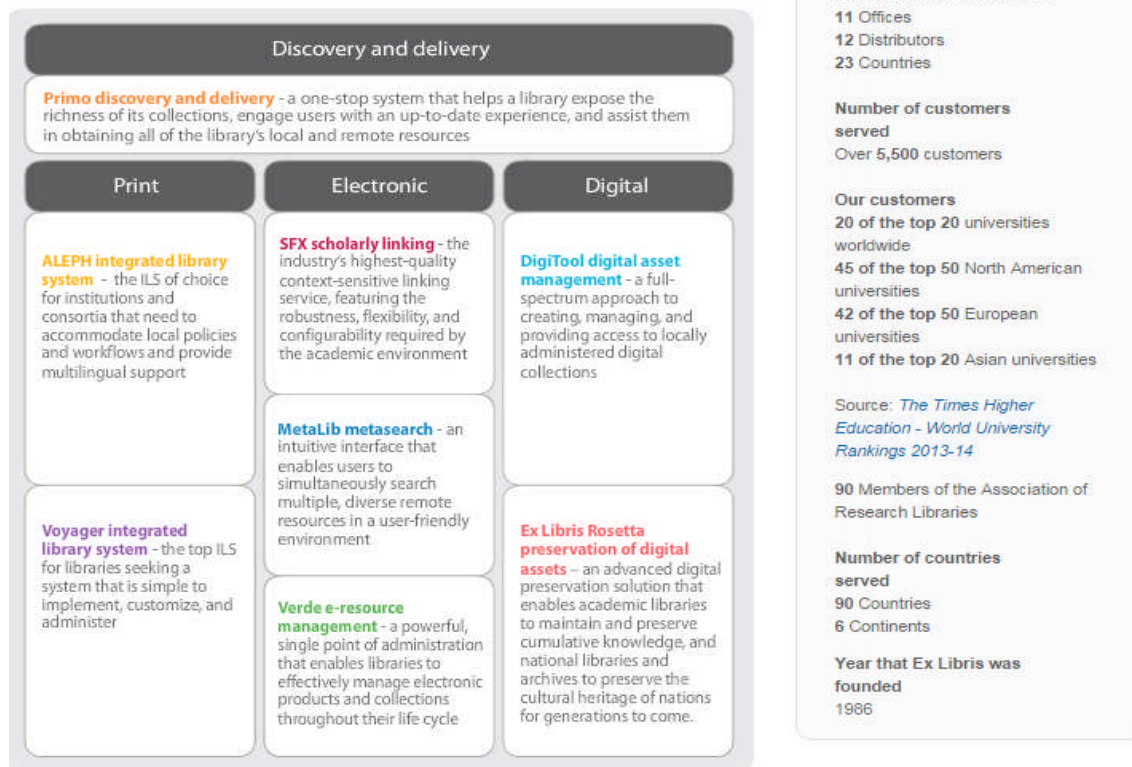 Discovery and delivery
Primo discovery and delivery - a one-stop system that helps a library expose the
richness of its collections, engage users with an up-to-date experience, and assist them
in obtaining all of the library's local and remote resources
Print
ALEPH integrated library
system - the ILS of choice
for institutions and
consortia that need to
accommodate local policies
and workflows and provide
multilingual support
Voyager integrated
library system - the top ILS
for libraries seeking a
system that is simple to
implement, customize, and
administer
Electronic
SFX scholarly linking - the
industry's highest-quality
context-sensitive linking
service, featuring the
robustness, flexibility, and
configurability required by
the academic environment
MetaLib metasearch - an
intuitive interface that
enables users to
simultaneously search
multiple, diverse remote
resources in a user-friendly
environment
Verde e-resource
management - a powerful,
single point of administration
that enables libraries to
effectively manage electronic
products and collections
throughout their life cycle
Digital
DigiTool digital asset
management - a full-
spectrum approach to
creating, managing, and
providing access to locally
administered digital
collections
Ex Libris Rosetta
preservation of digital
assets – an advanced digital
preservation solution that
enables academic libraries
to maintain and preserve
cumulative knowledge, and
national libraries and
archives to preserve the
cultural heritage of nations
for generations to come.
11 Offices
12 Distributors
23 Countries
Number of customers
served
Over 5,500 customers
Our customers
20 of the top 20 universities
worldwide
45 of the top 50 North American
universities
42 of the top 50 European
universities
11 of the top 20 Asian universities
Source: The Times Higher
Education - World University
Rankings 2013-14
90 Members of the Association of
Research Libraries
Number of countries
served
90 Countries
6 Continents
Year that Ex Libris was
founded
1986